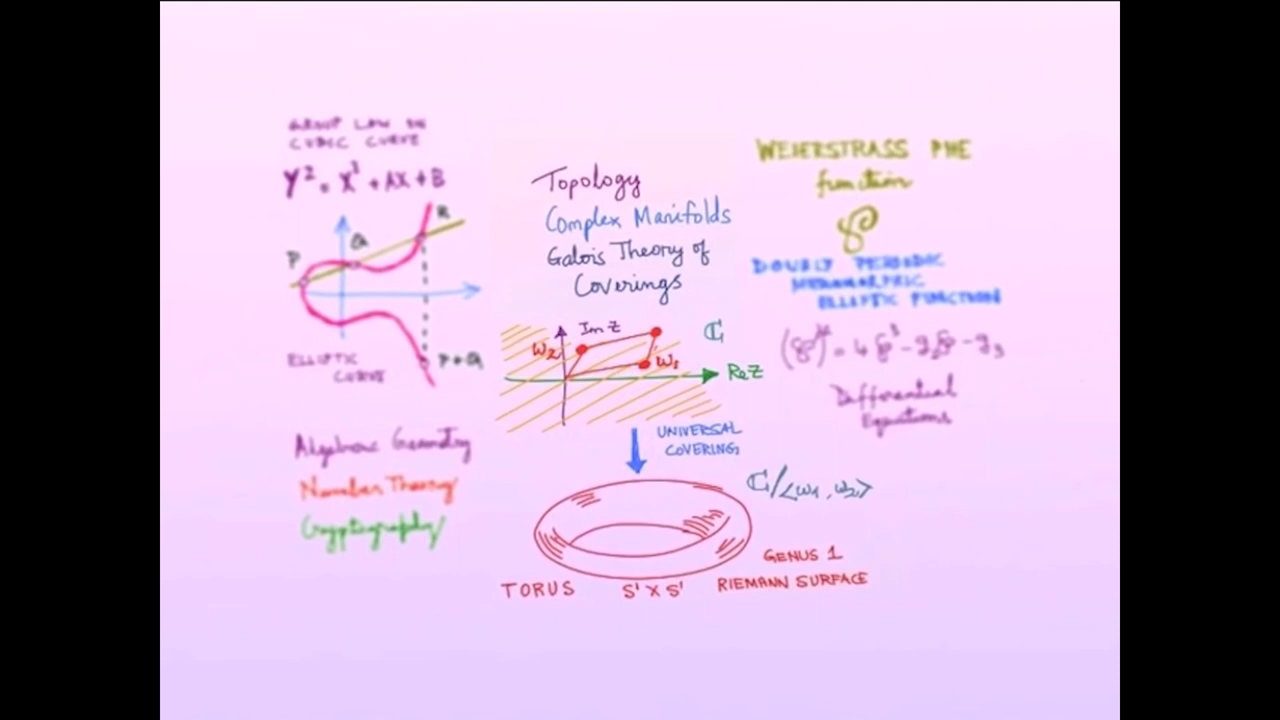 GROUP LAW ON
CUBIC CURVE
Y² = X³ + AX + B
R
Q
P
ELLIPTIC
CURVE
P+Q
Algebraic Geometry
Number Theory
Cryptography
Topology
Complex Manifolds
Galois Theory of
Coverings
Im Z
ℂ
ω₂
ω₁
Re Z
UNIVERSAL
COVERING
ℂ/<ω₁, ω₂>
GENUS 1
TORUS S¹ X S¹ RIEMANN SURFACE
WEIERSTRASS PHE
function
℘
DOUBLY PERIODIC
MEROMORPHIC
ELLIPTIC FUNCTION
(℘')² = 4℘³ - g₂℘ - g₃
Differential
Equations